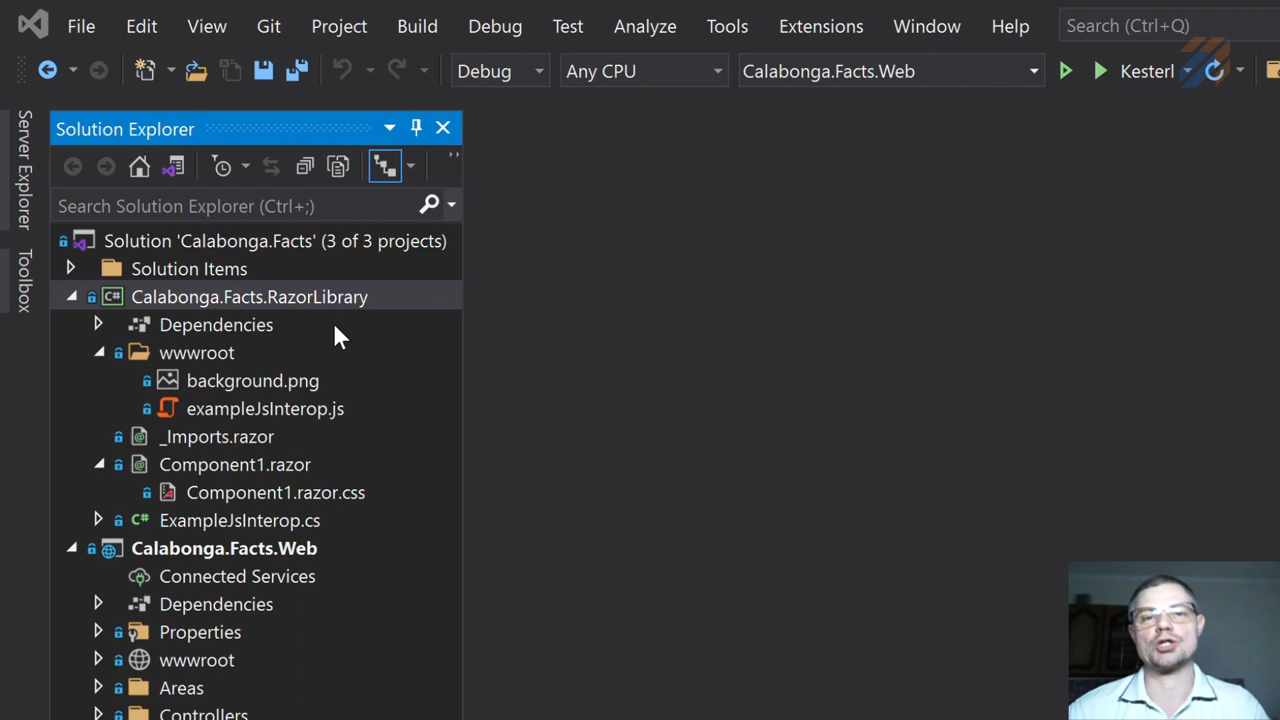 File Edit View Git Project Build Debug Test Analyze Tools Extensions Window Help Search (Ctrl+Q)
Debug Any CPU Calabonga.Facts.Web Kesterl
Server Explorer
Toolbox
Solution Explorer
Search Solution Explorer (Ctrl+;)
Solution 'Calabonga.Facts' (3 of 3 projects)
Solution Items
C# Calabonga.Facts.RazorLibrary
Dependencies
wwwroot
background.png
exampleJsInterop.js
@ _Imports.razor
@ Component1.razor
Component1.razor.css
C# ExampleJsInterop.cs
Calabonga.Facts.Web
Connected Services
Dependencies
Properties
wwwroot
Areas
Controllers